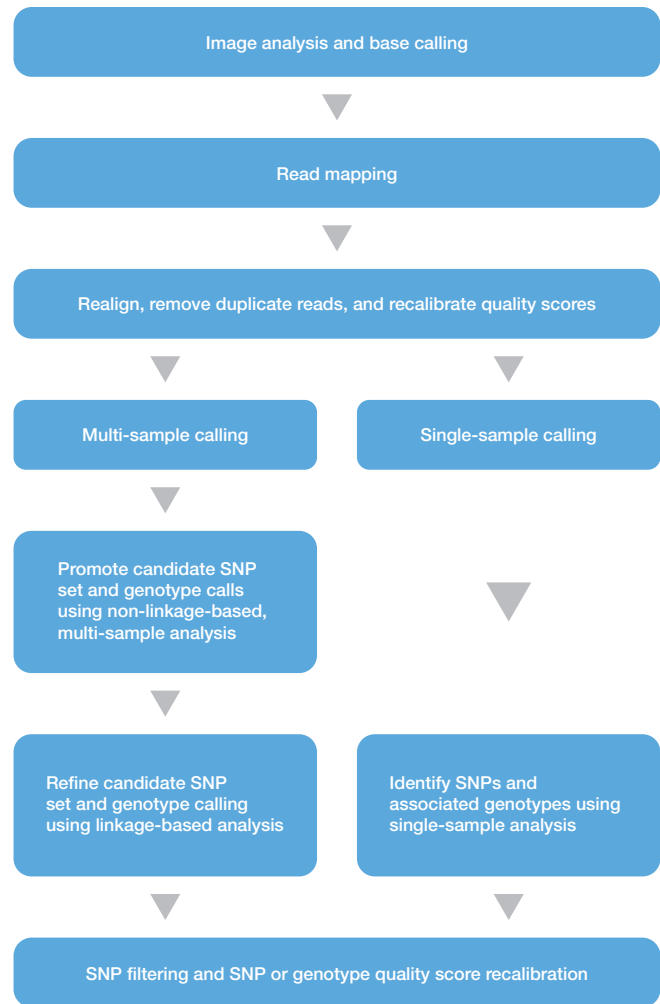 Image analysis and base calling
Read mapping
Realign, remove duplicate reads, and recalibrate quality scores
Multi-sample calling
Single-sample calling
Promote candidate SNP
set and genotype calls
using non-linkage-based,
multi-sample analysis
Refine candidate SNP
set and genotype calling
using linkage-based analysis
Identify SNPs and
associated genotypes using
single-sample analysis
SNP filtering and SNP or genotype quality score recalibration